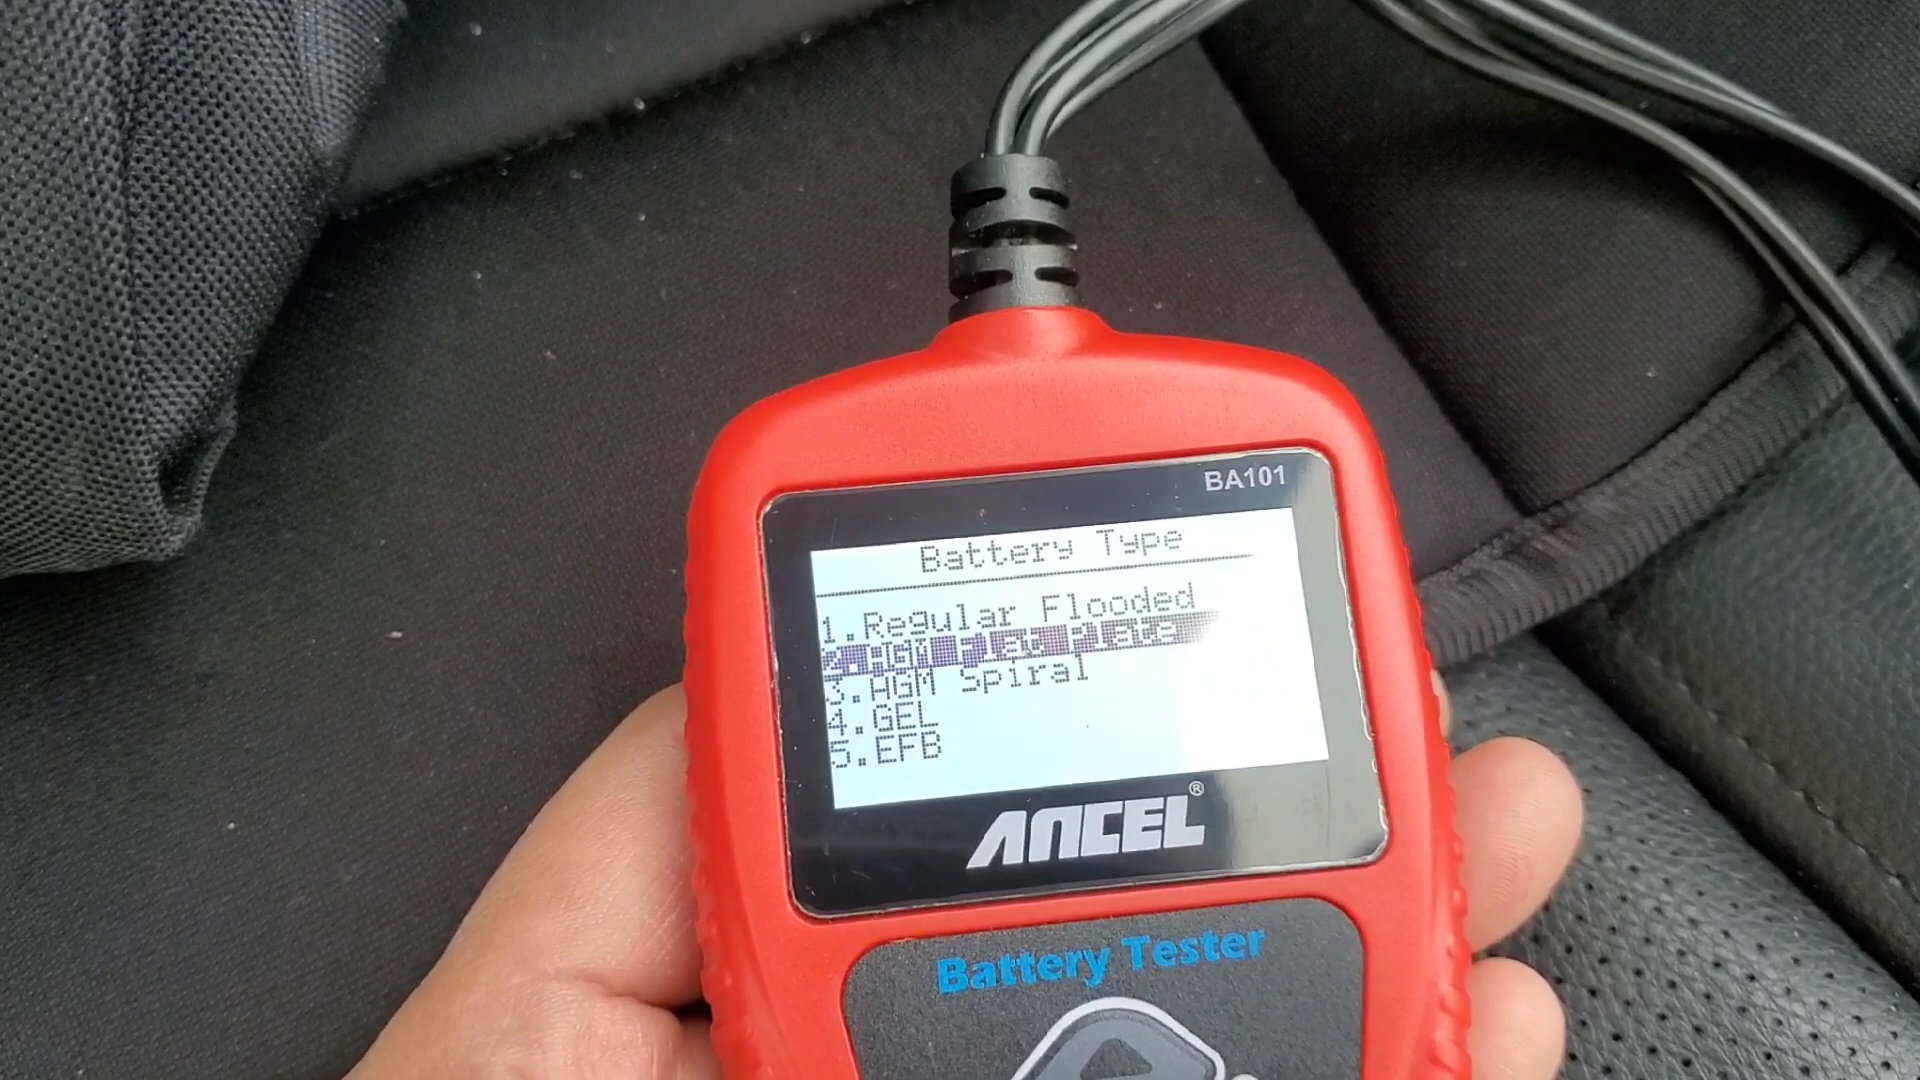 BA101
Battery Type
1.Regular Flooded
2.AGM Flat Plate
3.AGM Spiral
4.GEL
5.EFB
ANCEL®
Battery Tester